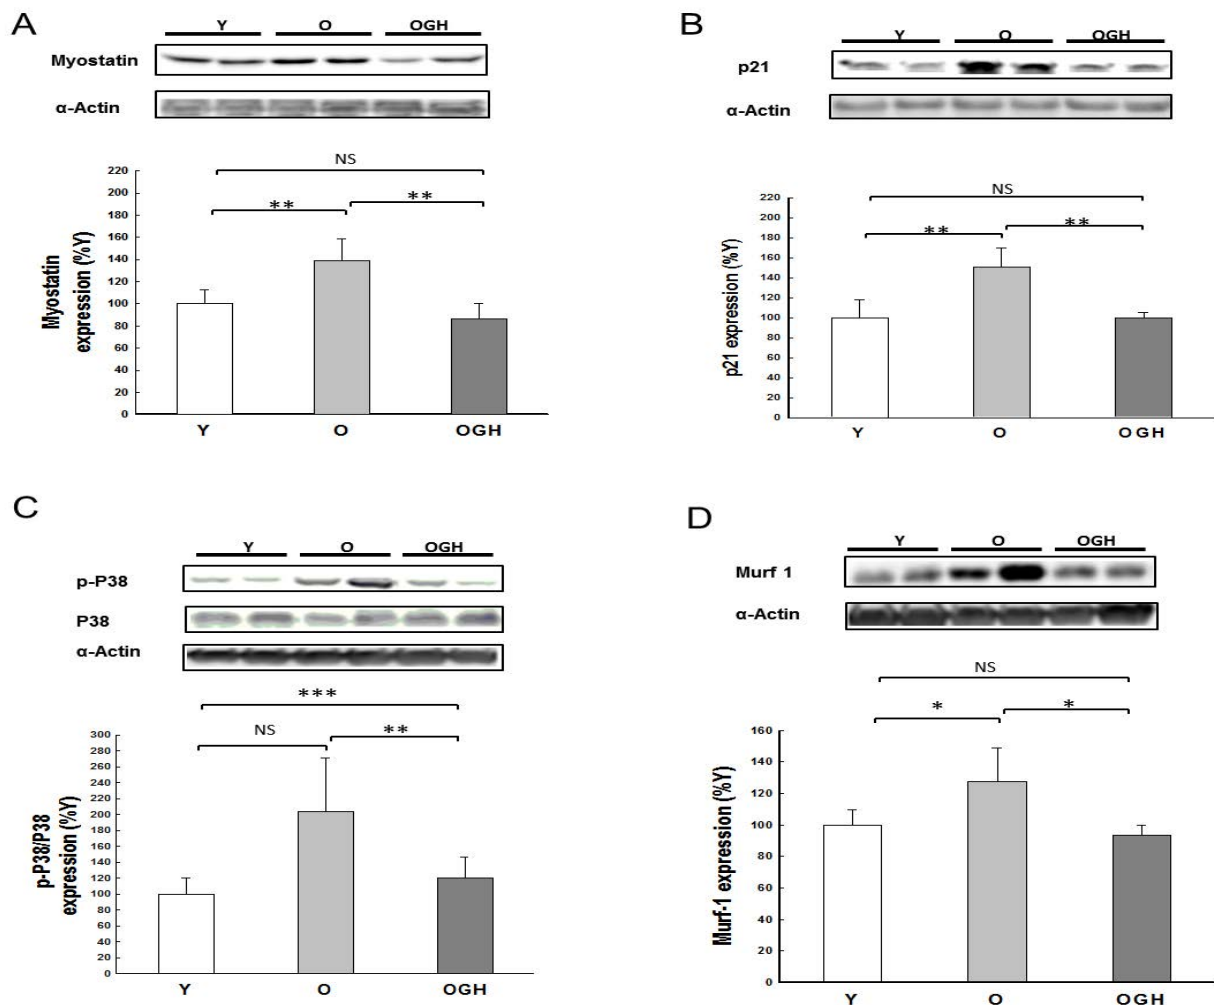 A
Y O OGH
Myostatin
α-Actin
NS
** **
220
200
180
160
140
120
100
80
60
40
20
0
Myostatin
expression (%Y)
Y O OGH
B
Y O OGH
p21
α-Actin
NS
** **
220
200
180
160
140
120
100
80
60
40
20
0
p21 expression (%Y)
Y O OGH
C
Y O OGH
p-P38
P38
α-Actin
***
NS **
300
280
260
240
220
200
180
160
140
120
100
80
60
40
20
0
p-P38/P38
expression (%Y)
Y O OGH
D
Y O OGH
Murf 1
α-Actin
NS
* *
160
140
120
100
80
60
40
20
0
Murf-1 expression (%Y)
Y O OGH